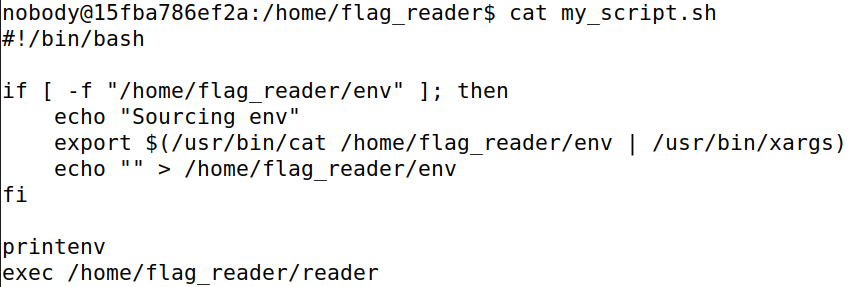 nobody@15fba786ef2a:/home/flag_reader$ cat my_script.sh
#!/bin/bash
if [ -f "/home/flag_reader/env" ]; then
    echo "Sourcing env"
    export $(/usr/bin/cat /home/flag_reader/env | /usr/bin/xargs)
    echo "" > /home/flag_reader/env
fi
printenv
exec /home/flag_reader/reader